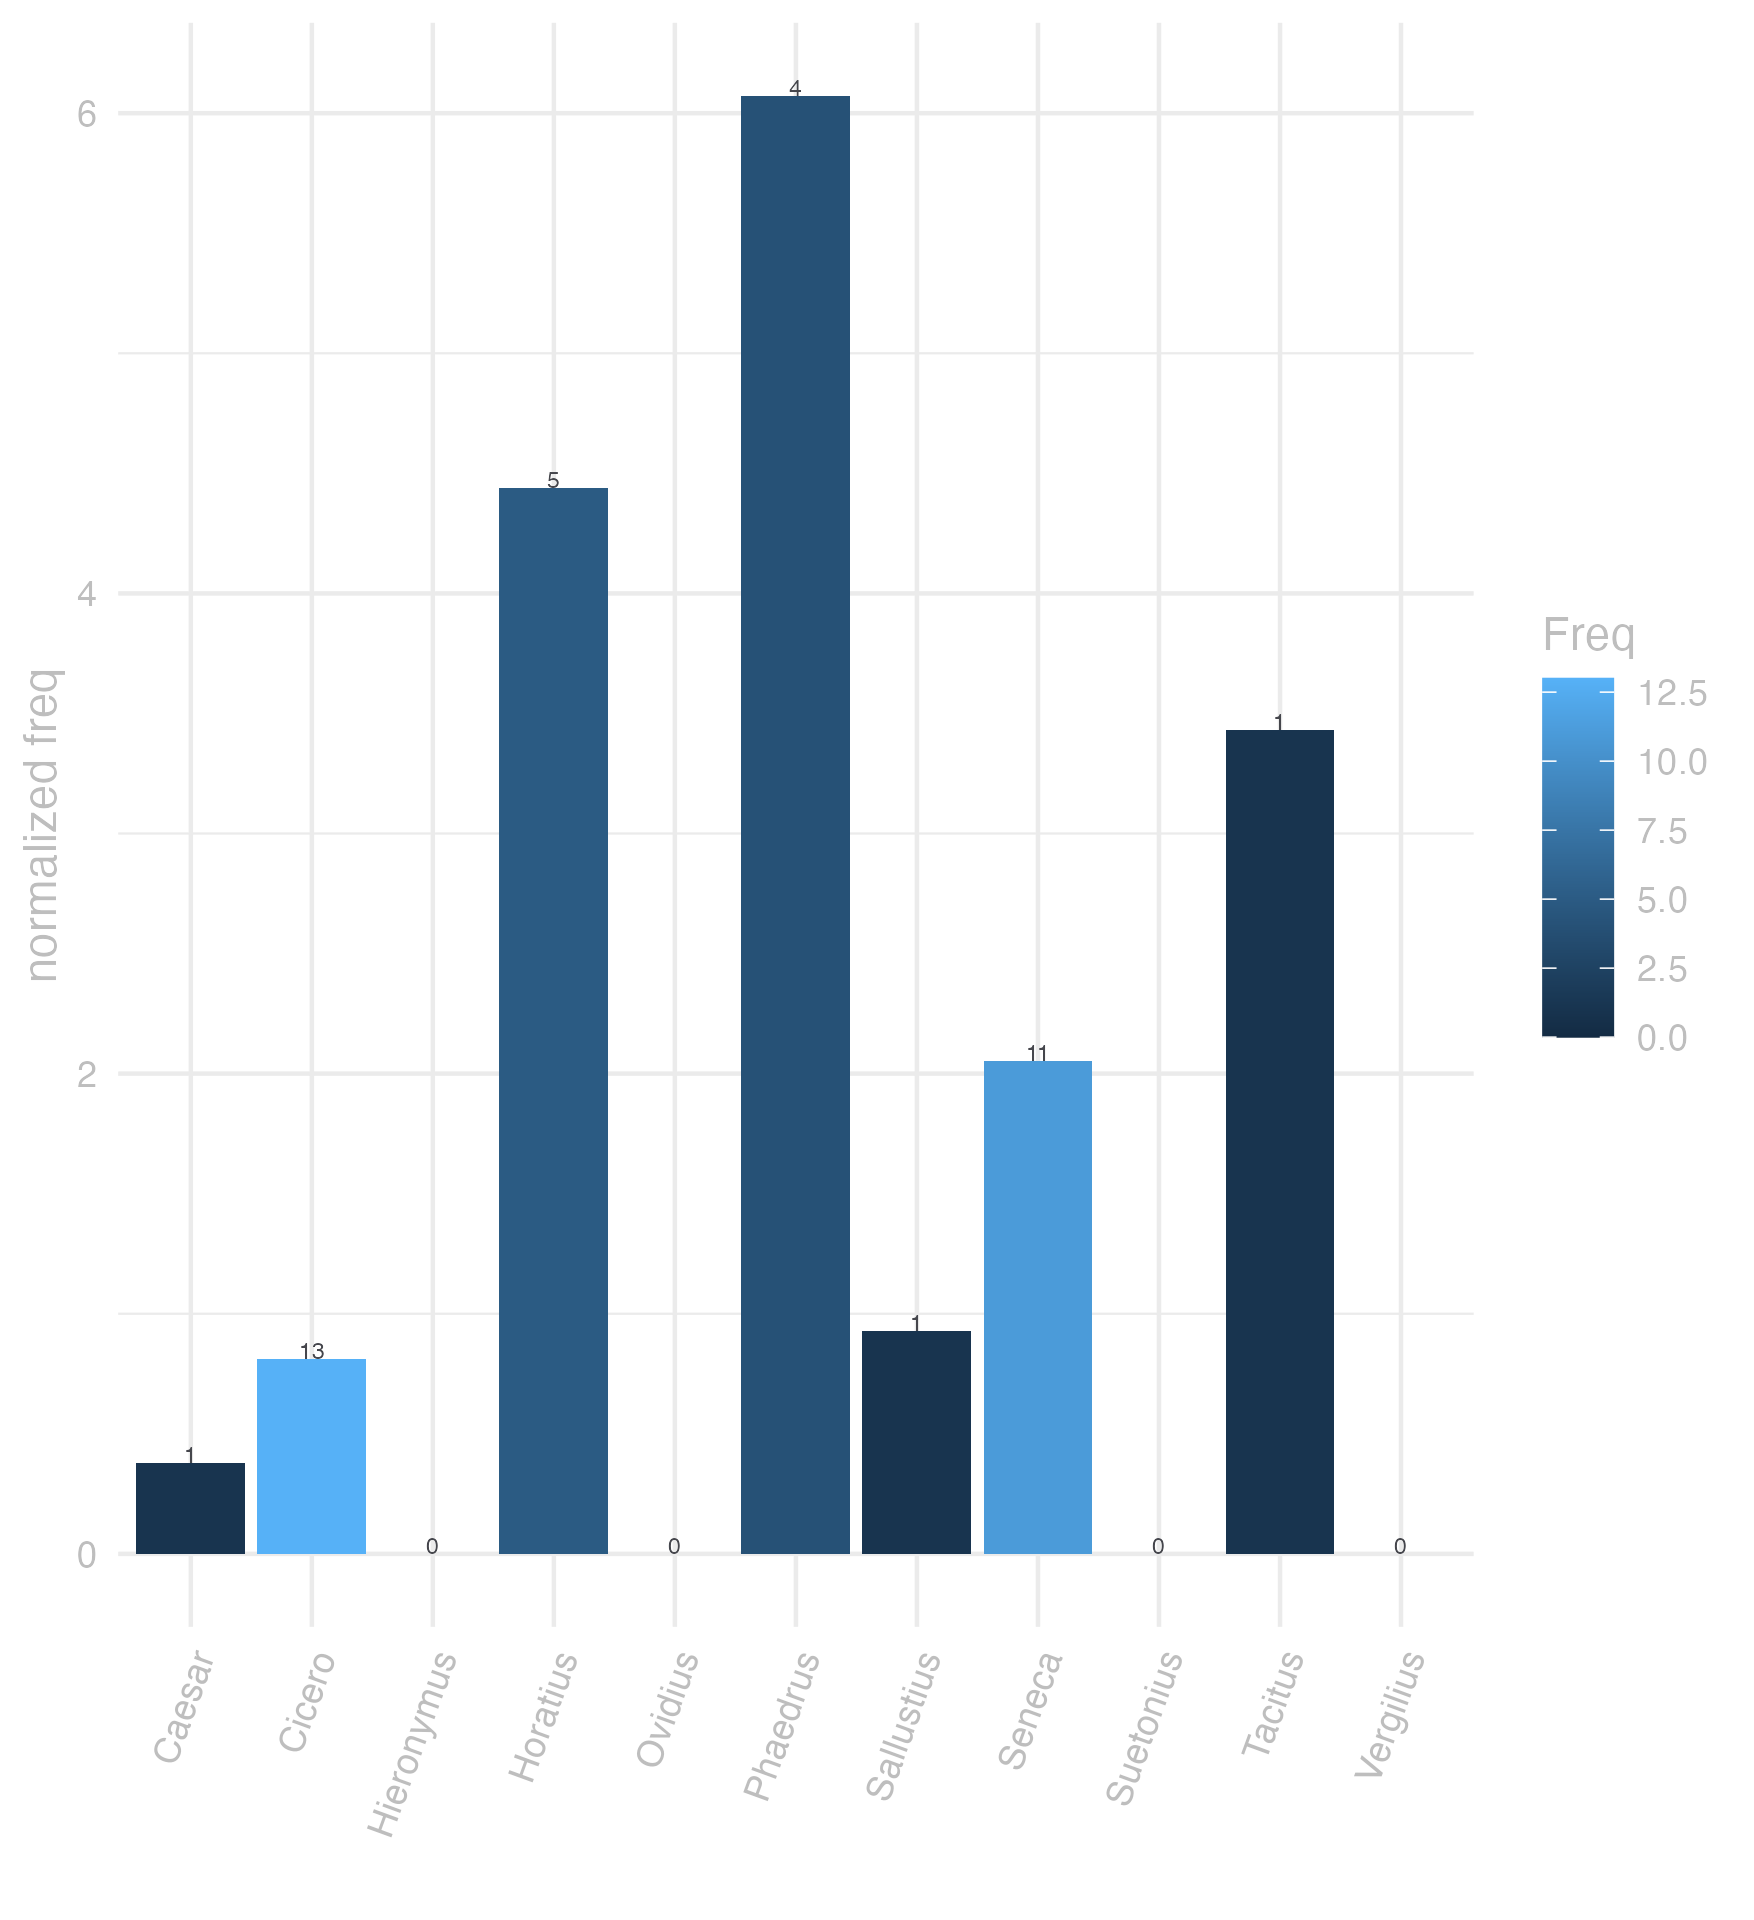 normalized freq
6
4
2
0
1
13
0
5
0
4
1
11
0
1
0
Caesar
Cicero
Hieronymus
Horatius
Ovidius
Phaedrus
Sallustius
Seneca
Suetonius
Tacitus
Vergilius
Freq
12.5
10.0
7.5
5.0
2.5
0.0